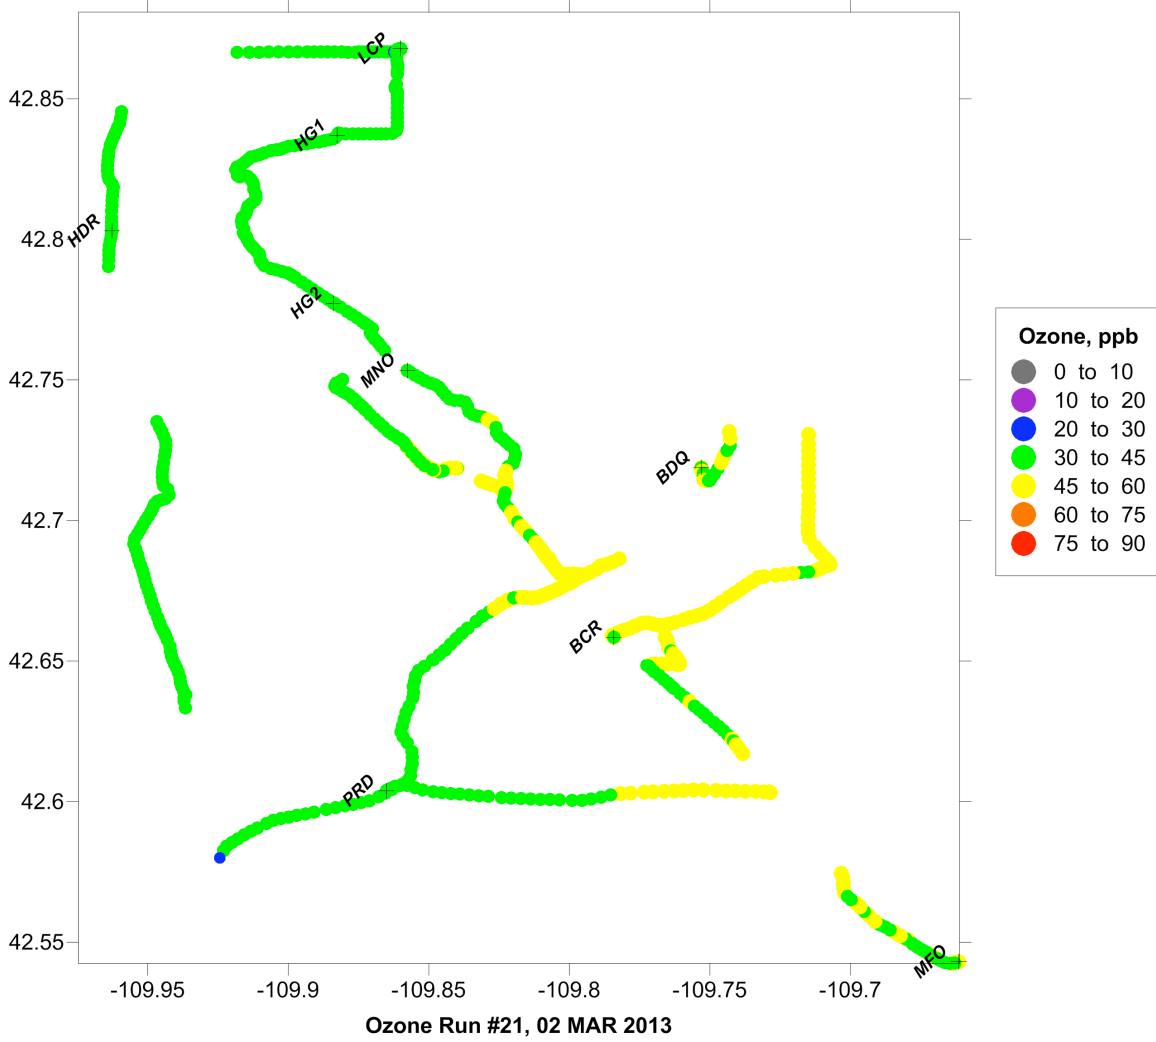 LCP
42.85
HG1
HDR
42.8
HG2
MNO
42.75
BDQ
42.7
BCR
42.65
PRD
42.6
42.55
MFO
-109.95 -109.9 -109.85 -109.8 -109.75 -109.7
Ozone Run #21, 02 MAR 2013
Ozone, ppb
0 to 10
10 to 20
20 to 30
30 to 45
45 to 60
60 to 75
75 to 90